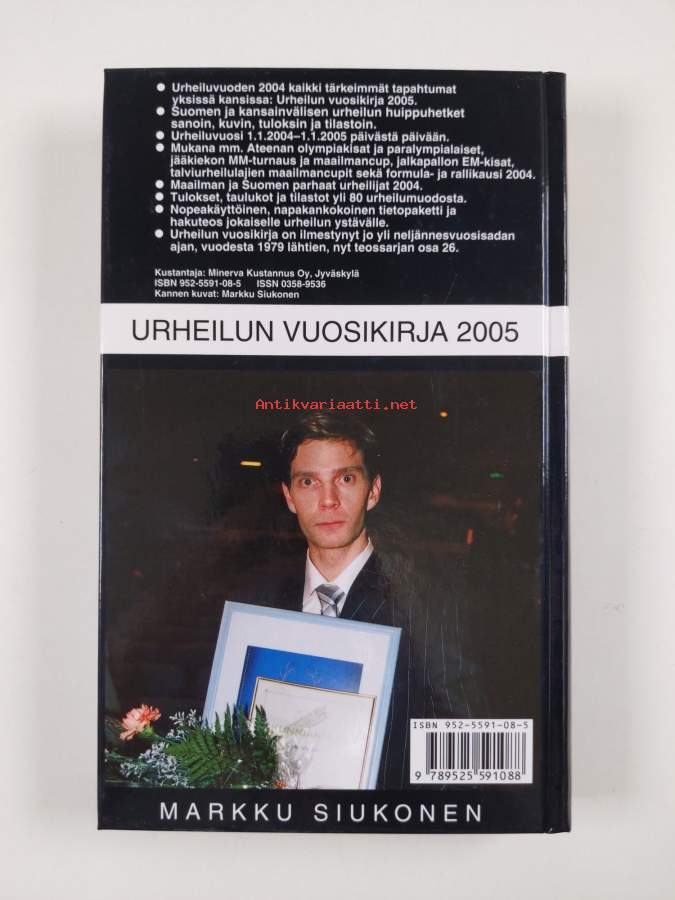 Urheiluvuoden 2004 kaikki tärkeimmät tapahtumat
yksissä kansissa: Urheilun vuosikirja 2005.
Suomen ja kansainvälisen urheilun huippuhetket
sanoin, kuvin, tuloksin ja tilastoin.
Urheiluvuosi 1.1.2004–1.1.2005 päivästä päivään.
Mukana mm. Ateenan olympiakisat ja paralympialaiset,
jääkiekon MM-turnaus ja maailmancup, jalkapallon EM-kisat,
talviurheilulajien maailmancupit sekä formula- ja rallikausi 2004.
Maailman ja Suomen parhaat urheilijat 2004.
Tulokset, taulukot ja tilastot yli 80 urheilumuodosta.
Nopeakäyttöinen, napakankokoinen tietopaketti ja
hakuteos jokaiselle urheilun ystävälle.
Urheilun vuosikirja on ilmestynyt jo yli neljännesvuosisadan
ajan, vuodesta 1979 lähtien, nyt teossarjan osa 26.
Kustantaja: Minerva Kustannus Oy, Jyväskylä
ISBN 952-5591-08-5 ISSN 0358-9536
Kannen kuvat: Markku Siukonen
URHEILUN VUOSIKIRJA 2005
Antikvariaatti.net
ISBN 952-5591-08-5
9 789525 591088
MARKKU SIUKONEN